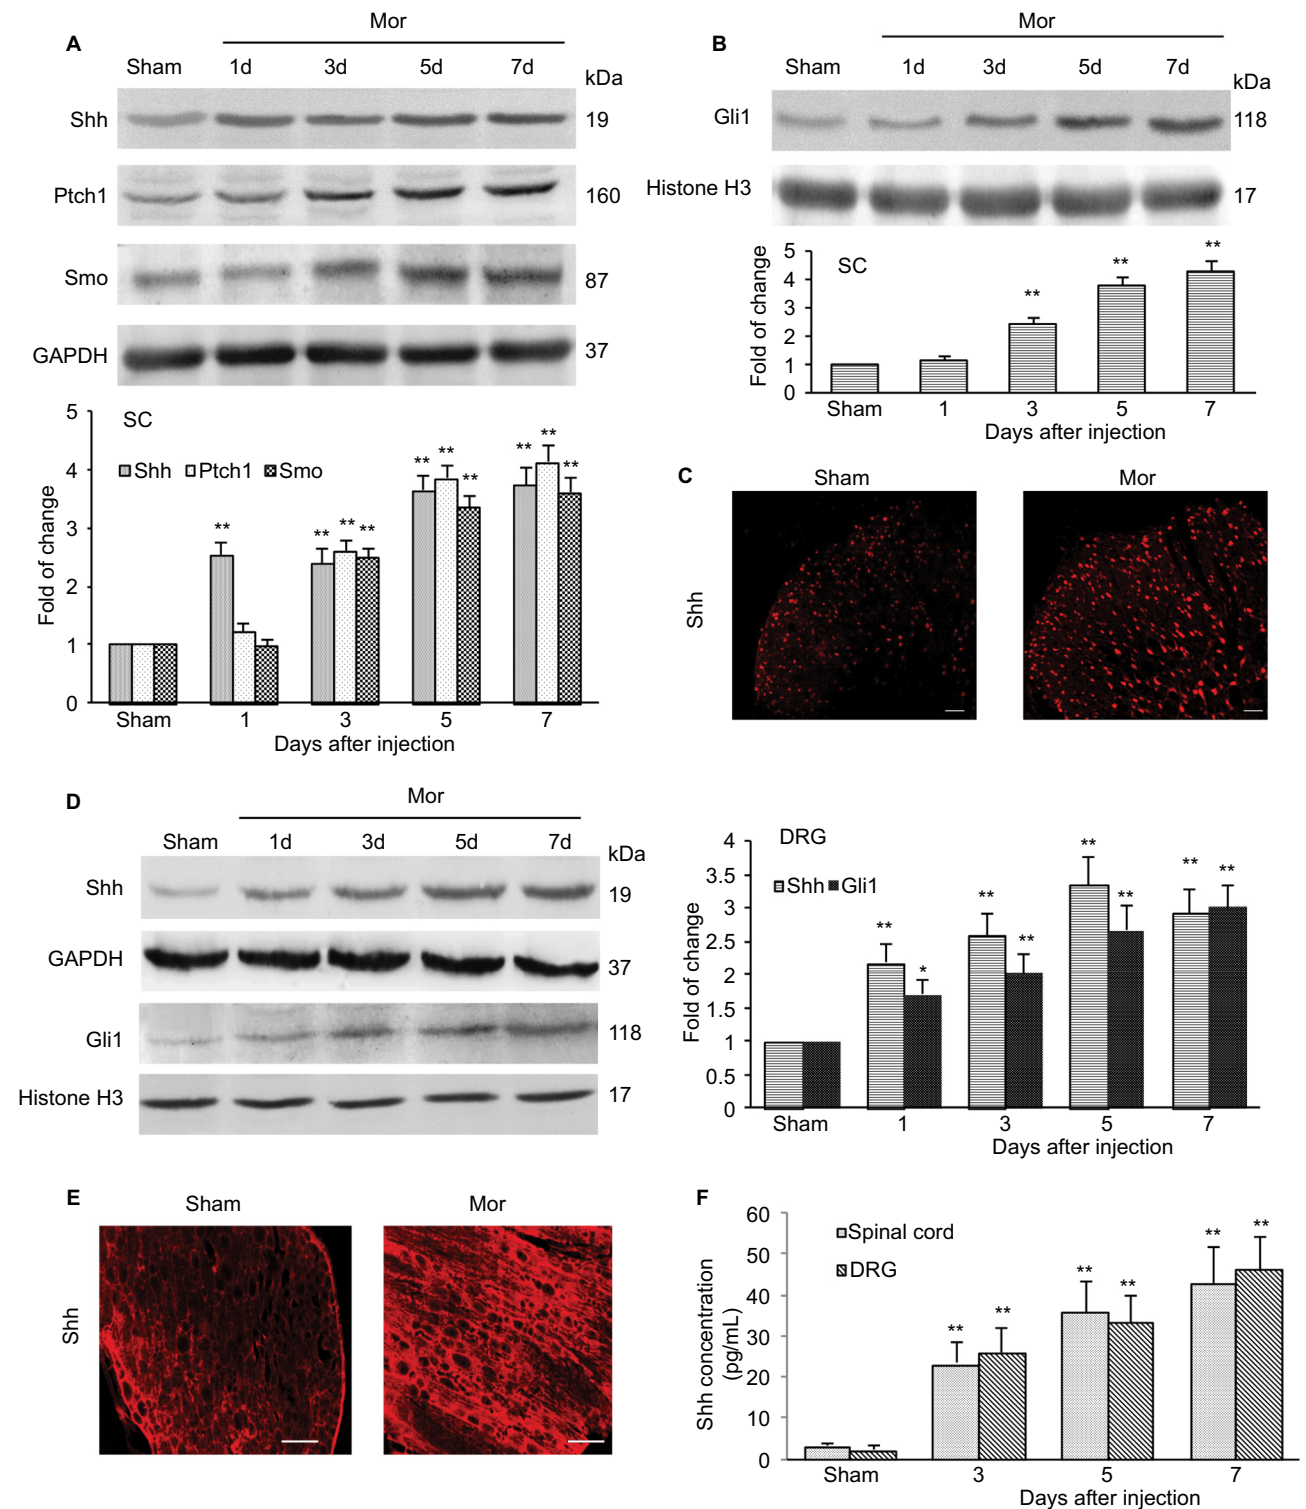 A
Mor
Sham 1d 3d 5d 7d
kDa
Shh 19
Ptch1 160
Smo 87
GAPDH 37
5
SC
Shh Ptch1 Smo
4
3
2
1
0
Fold of change
** ** ** ** ** ** ** ** ** **
Sham 1 3 5 7
Days after injection
B
Mor
Sham 1d 3d 5d 7d
kDa
Gli1 118
Histone H3 17
5
SC
4
3
2
1
0
Fold of change
** ** **
Sham 1 3 5 7
Days after injection
C
Sham Mor
Shh
D
Mor
Sham 1d 3d 5d 7d
kDa
Shh 19
GAPDH 37
Gli1 118
Histone H3 17
4
DRG
3.5
Shh Gli1
3
2.5
2
1.5
1
0.5
0
Fold of change
** * ** ** ** ** ** **
Sham 1 3 5 7
Days after injection
E
Sham Mor
Shh
F
60
Spinal cord
50
DRG
40
30
20
10
0
Shh concentration
(pg/mL)
** ** ** ** ** **
Sham 3 5 7
Days after injection